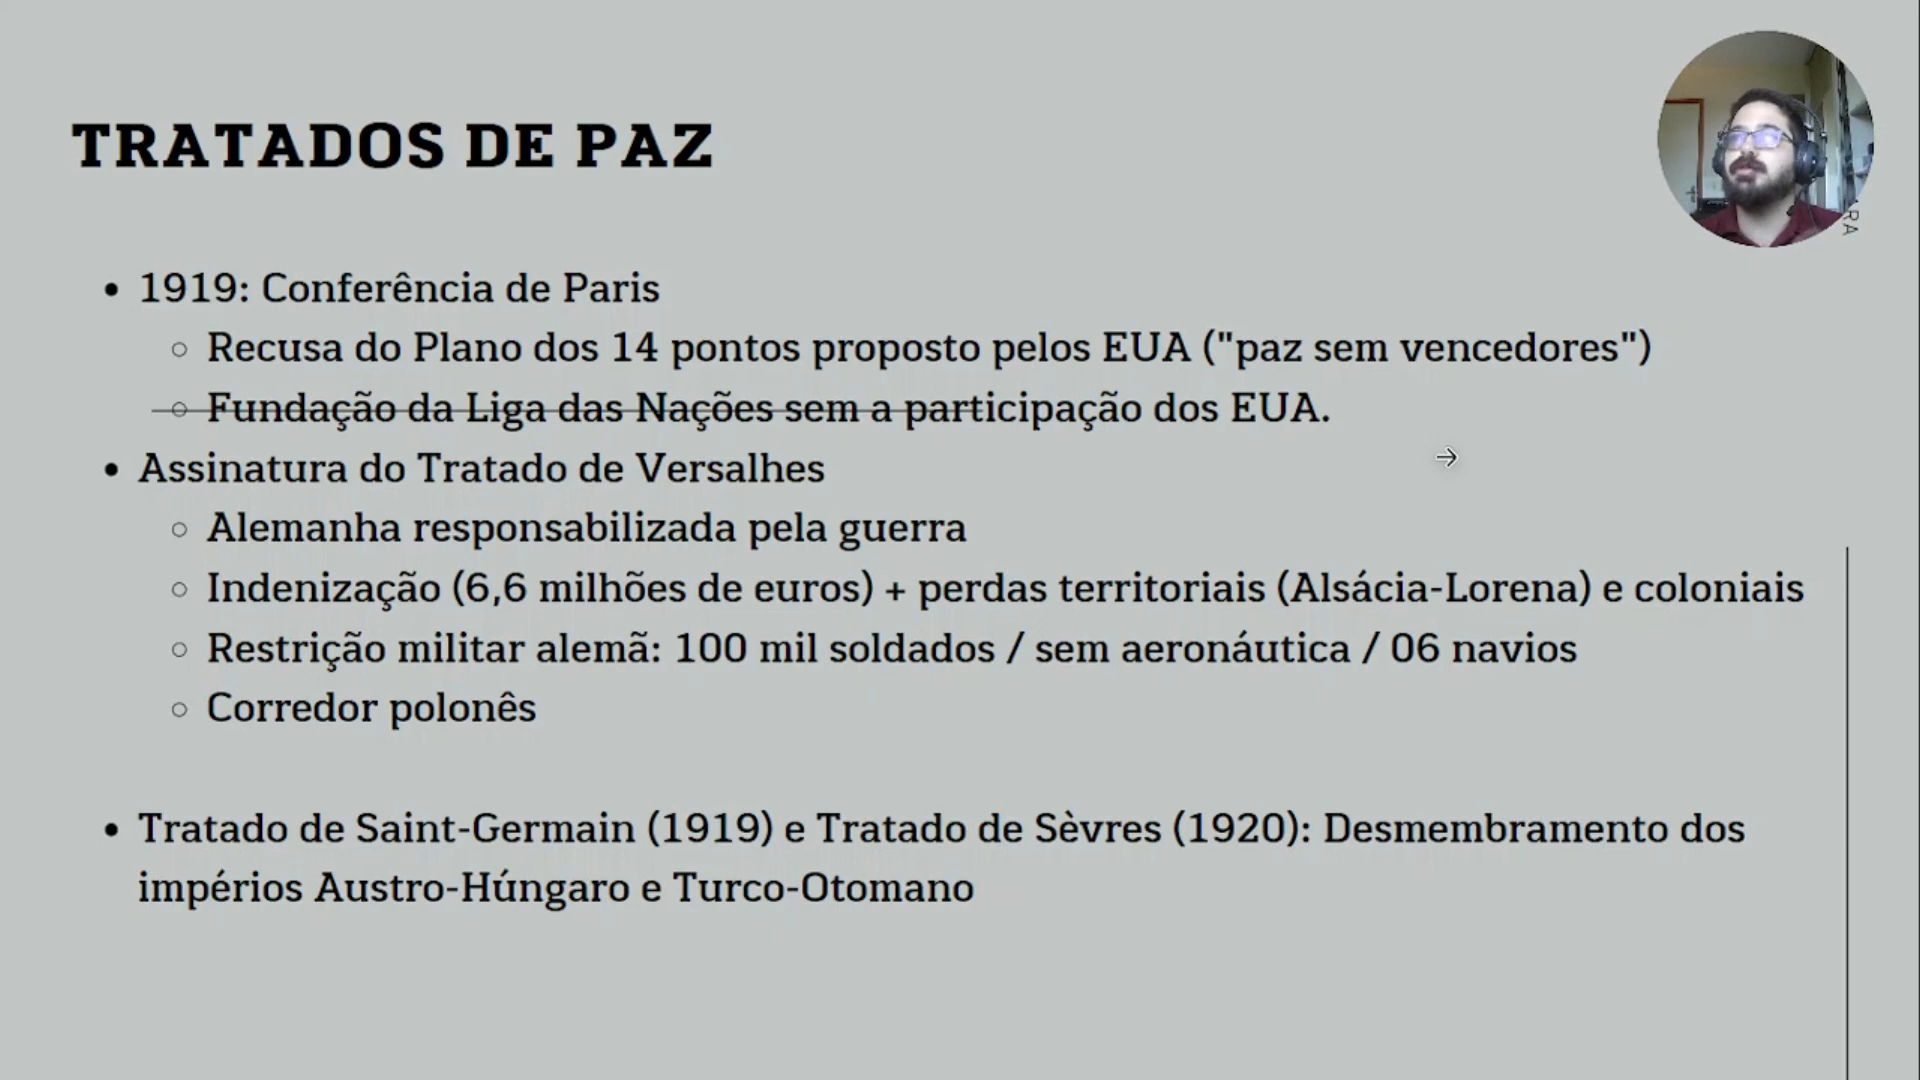 TRATADOS DE PAZ
RA
• 1919: Conferência de Paris
○ Recusa do Plano dos 14 pontos proposto pelos EUA ("paz sem vencedores")
○ Fundação da Liga das Nações sem a participação dos EUA.
• Assinatura do Tratado de Versalhes
○ Alemanha responsabilizada pela guerra
○ Indenização (6,6 milhões de euros) + perdas territoriais (Alsácia-Lorena) e coloniais
○ Restrição militar alemã: 100 mil soldados / sem aeronáutica / 06 navios
○ Corredor polonês
• Tratado de Saint-Germain (1919) e Tratado de Sèvres (1920): Desmembramento dos
impérios Austro-Húngaro e Turco-Otomano